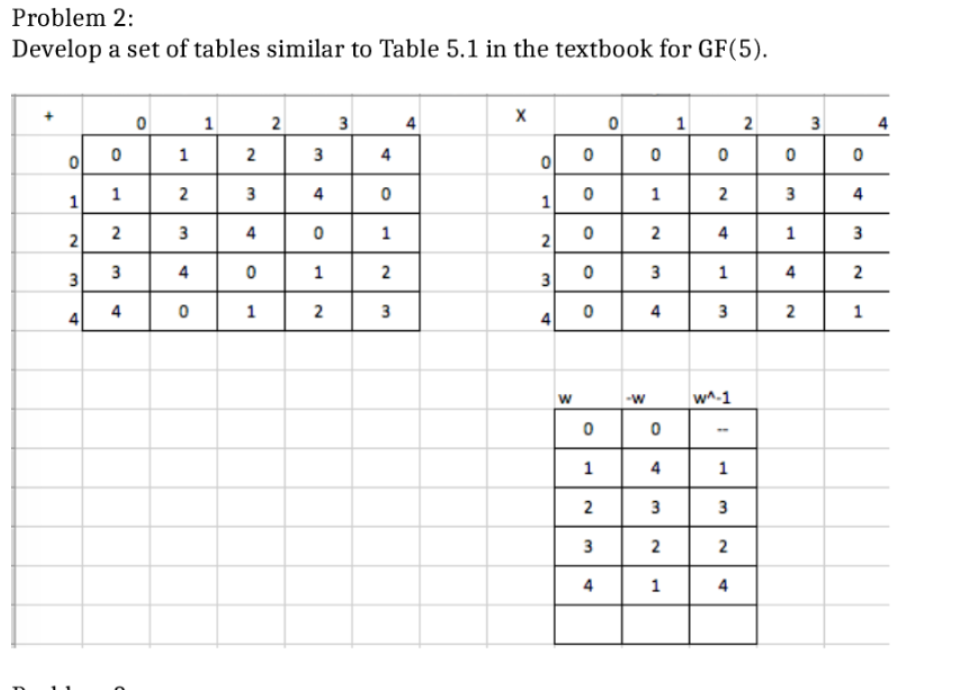 Problem 2:
Develop a set of tables similar to Table 5.1 in the textbook for GF(5).
+ 0 1 2 3 4
0 0 1 2 3 4
1 1 2 3 4 0
2 2 3 4 0 1
3 3 4 0 1 2
4 4 0 1 2 3
X 0 1 2 3 4
0 0 0 0 0 0
1 0 1 2 3 4
2 0 2 4 1 3
3 0 3 1 4 2
4 0 4 3 2 1
w -w w^-1
0 0 --
1 4 1
2 3 3
3 2 2
4 1 4